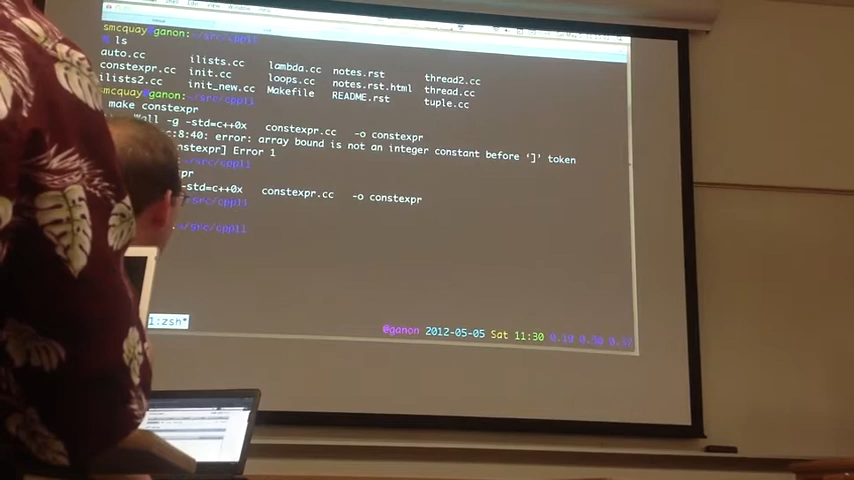 smcquay@ganon:~/src/cpp11
ls
auto.cc ilists.cc lambda.cc notes.rst thread2.cc
constexpr.cc init.cc loops.cc notes.rst.html thread.cc
ilists2.cc init_new.cc Makefile README.rst tuple.cc
smcquay@ganon:~/src/cpp11
make constexpr
Wall -g -std=c++0x constexpr.cc -o constexpr
c:8:40: error: array bound is not an integer constant before ‘]’ token
nstexpr] Error 1
~/src/cpp11
pr
-std=c++0x constexpr.cc -o constexpr
/src/cpp11
~/src/cpp11
1:zsh*
@ganon 2012-05-05 Sat 11:30 0.19